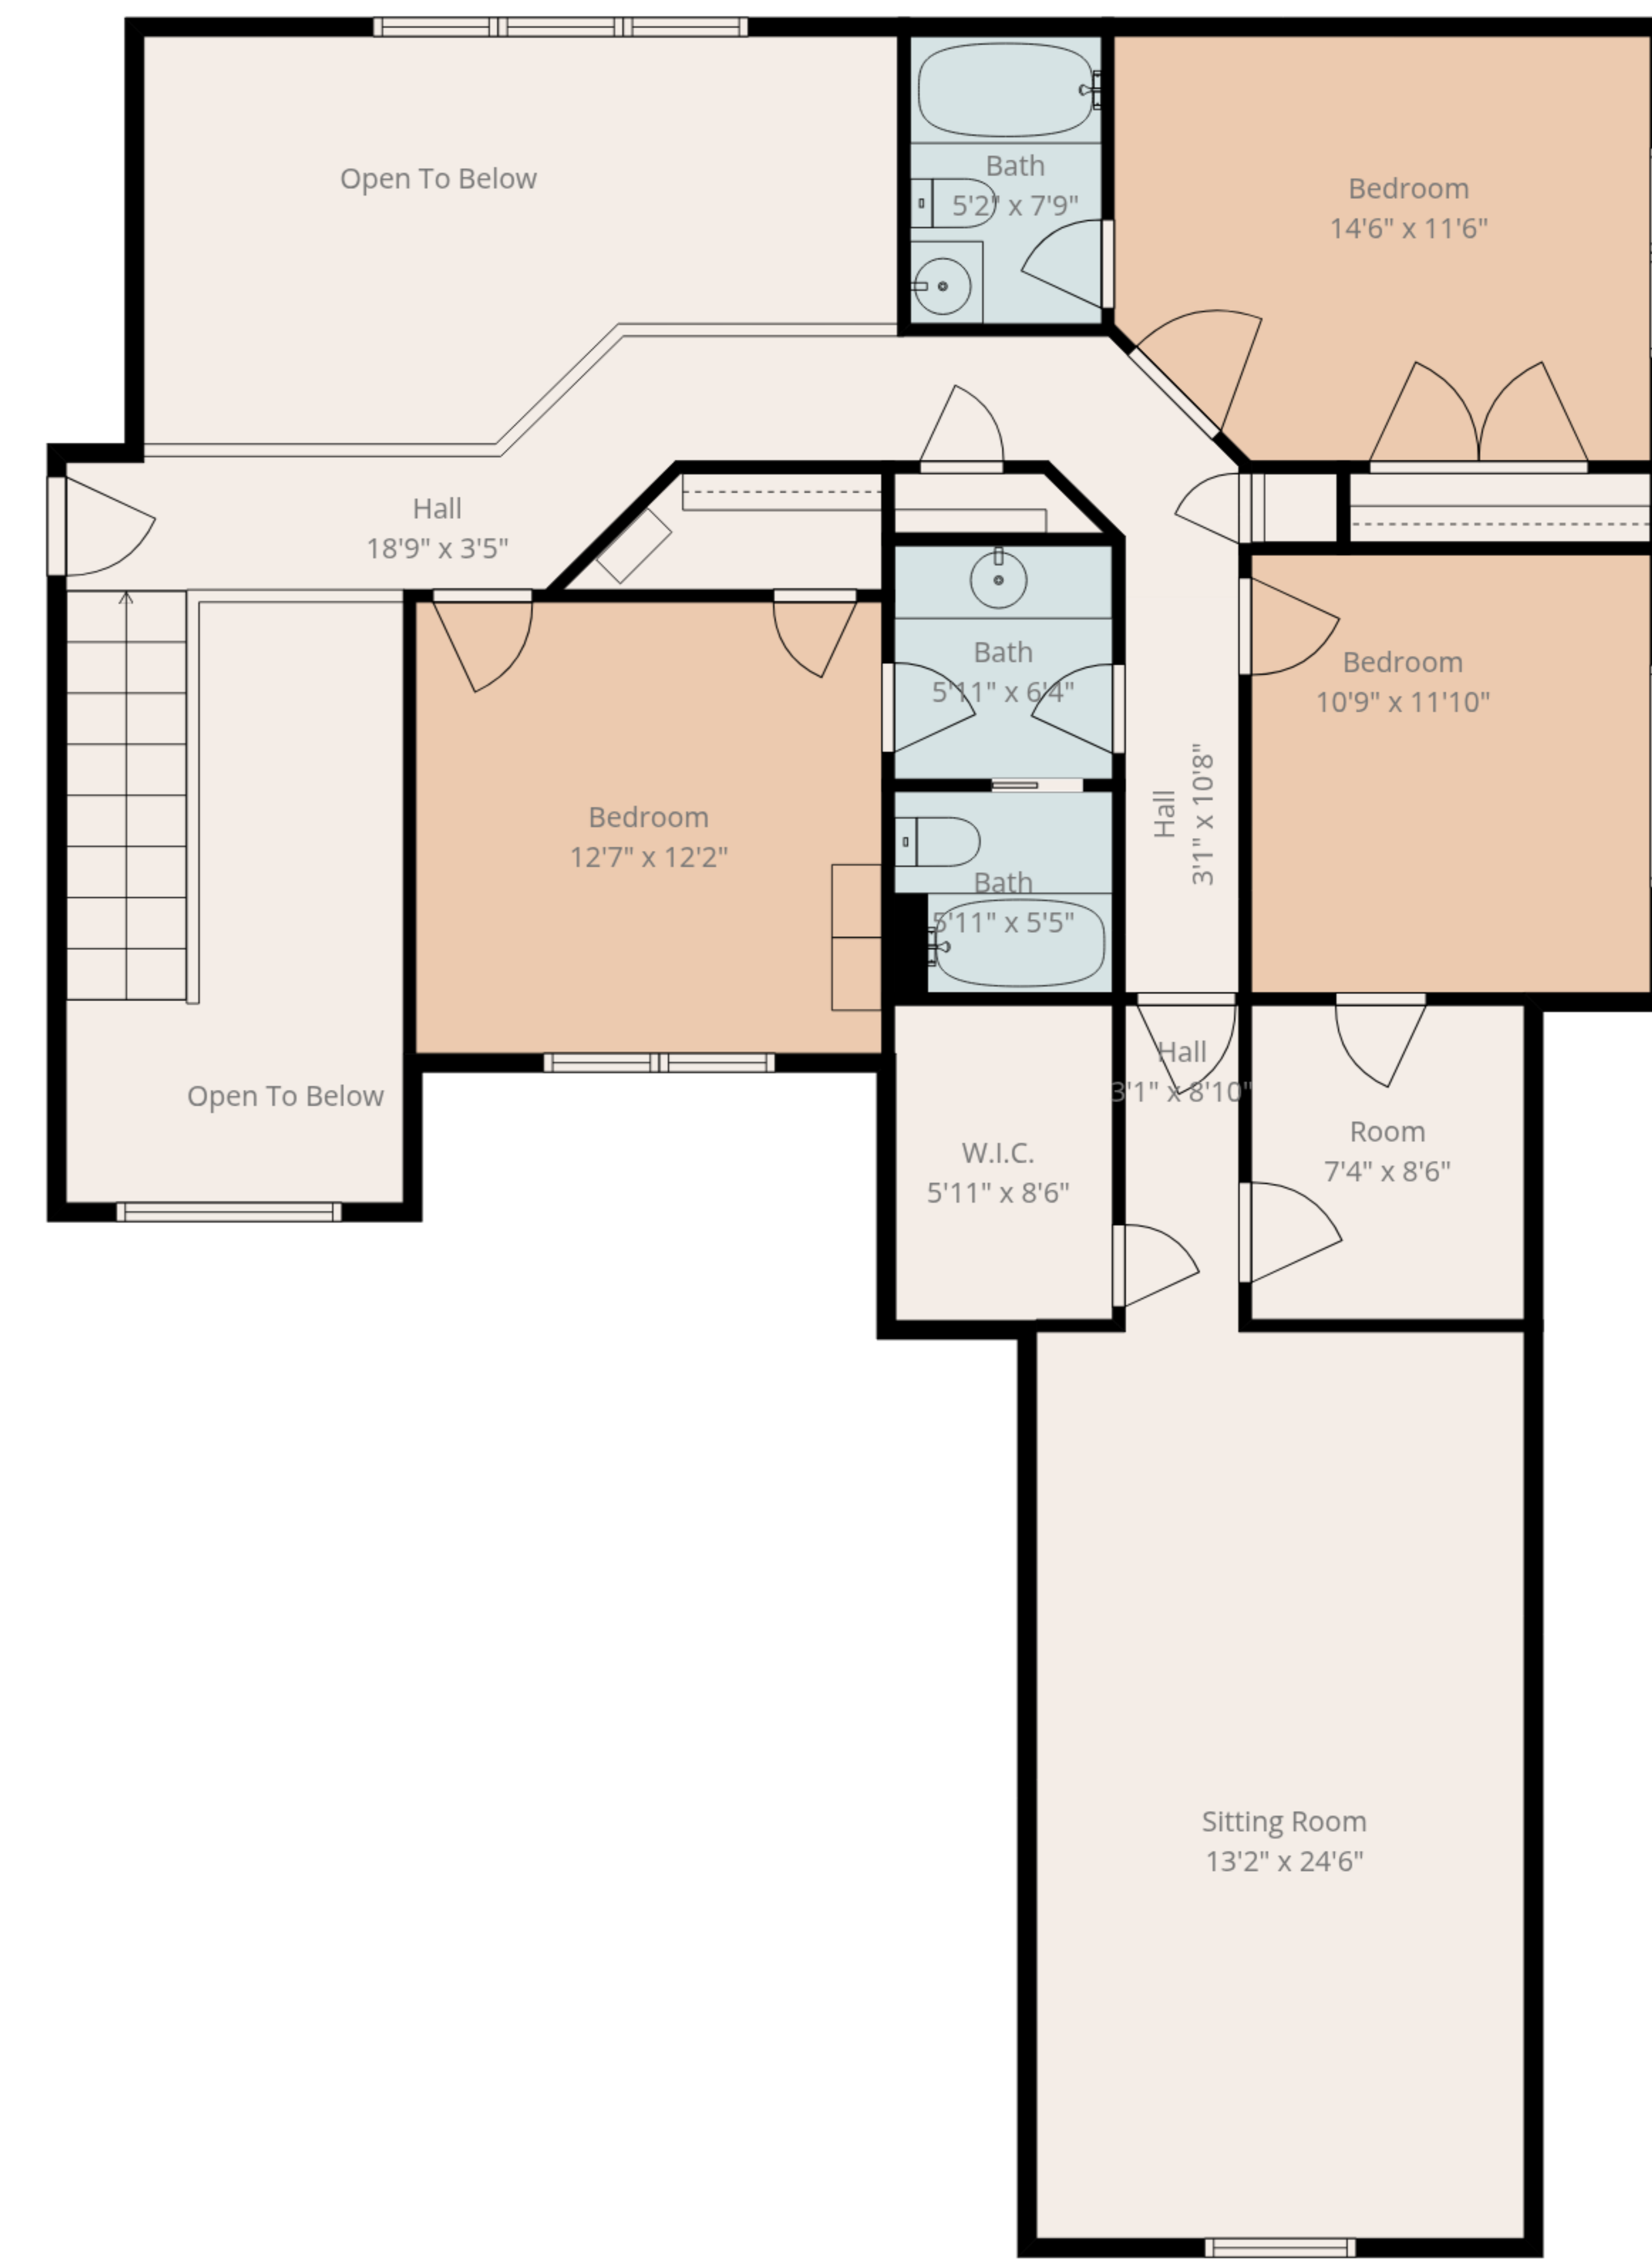 Open To Below
Bath
5'2" x 7'9"
Bedroom
14'6" x 11'6"
Hall
18'9" x 3'5"
Bath
5'11" x 6'4"
Bedroom
10'9" x 11'10"
Bedroom
12'7" x 12'2"
Hall
3'1" x 10'8"
Bath
5'11" x 5'5"
Open To Below
Hall
3'1" x 8'10"
W.I.C.
5'11" x 8'6"
Room
7'4" x 8'6"
Sitting Room
13'2" x 24'6"